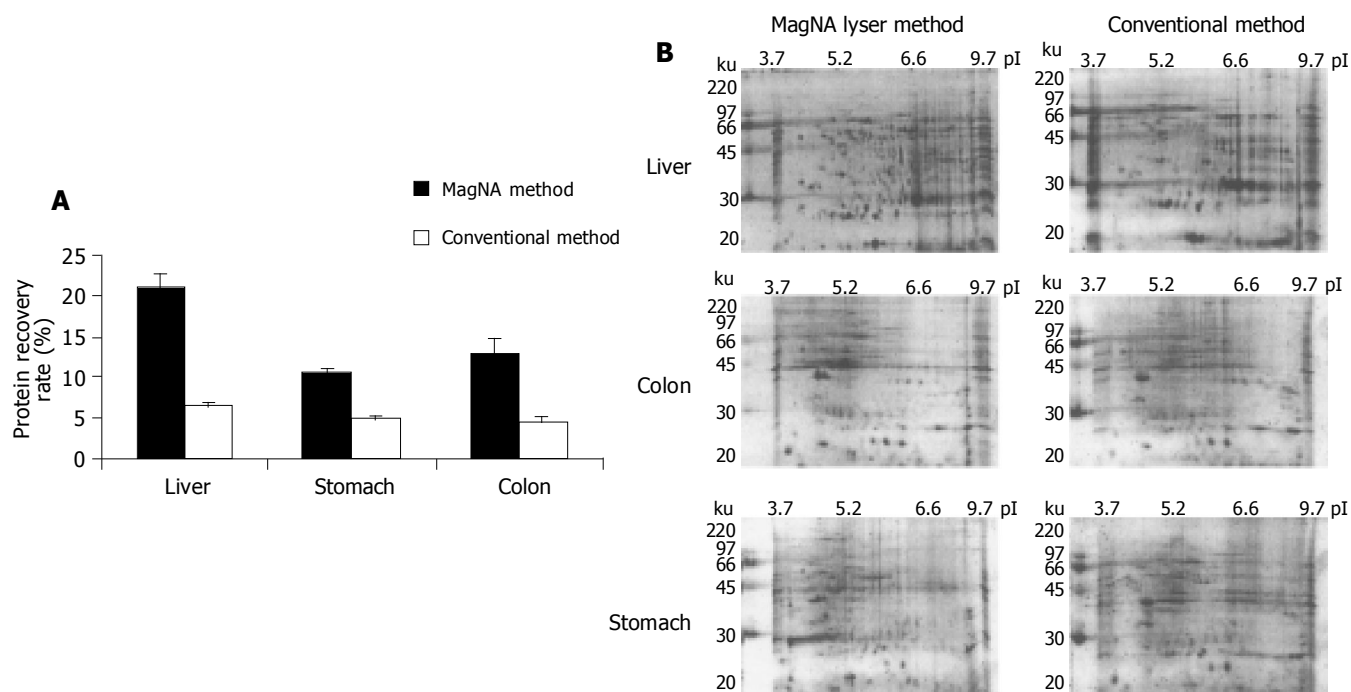 A
MagNA method
Conventional method
Protein recovery
rate (%)
25
20
15
10
5
0
Liver Stomach Colon
B
MagNA lyser method Conventional method
ku 3.7 5.2 6.6 9.7 pI ku 3.7 5.2 6.6 9.7 pI
Liver
220 220
97 97
66 66
45 45
30 30
20 20
3.7 5.2 6.6 9.7 pI ku 3.7 5.2 6.6 9.7 pI
Colon
220 220
97 97
66 66
45 45
30 30
20 20
ku 3.7 5.2 6.6 9.7 pI ku 3.7 5.2 6.6 9.7 pI
Stomach
220 220
97 97
66 66
45 45
30 30
20 20